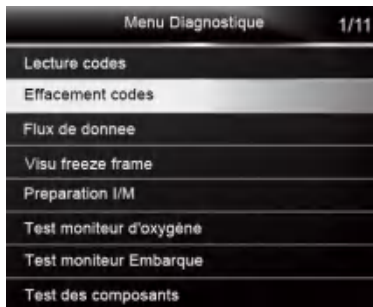 Menu Diagnostique 1/11
Lecture codes
Effacement codes
Flux de donnee
Visu freeze frame
Preparation I/M
Test moniteur d'oxygène
Test moniteur Embarque
Test des composants